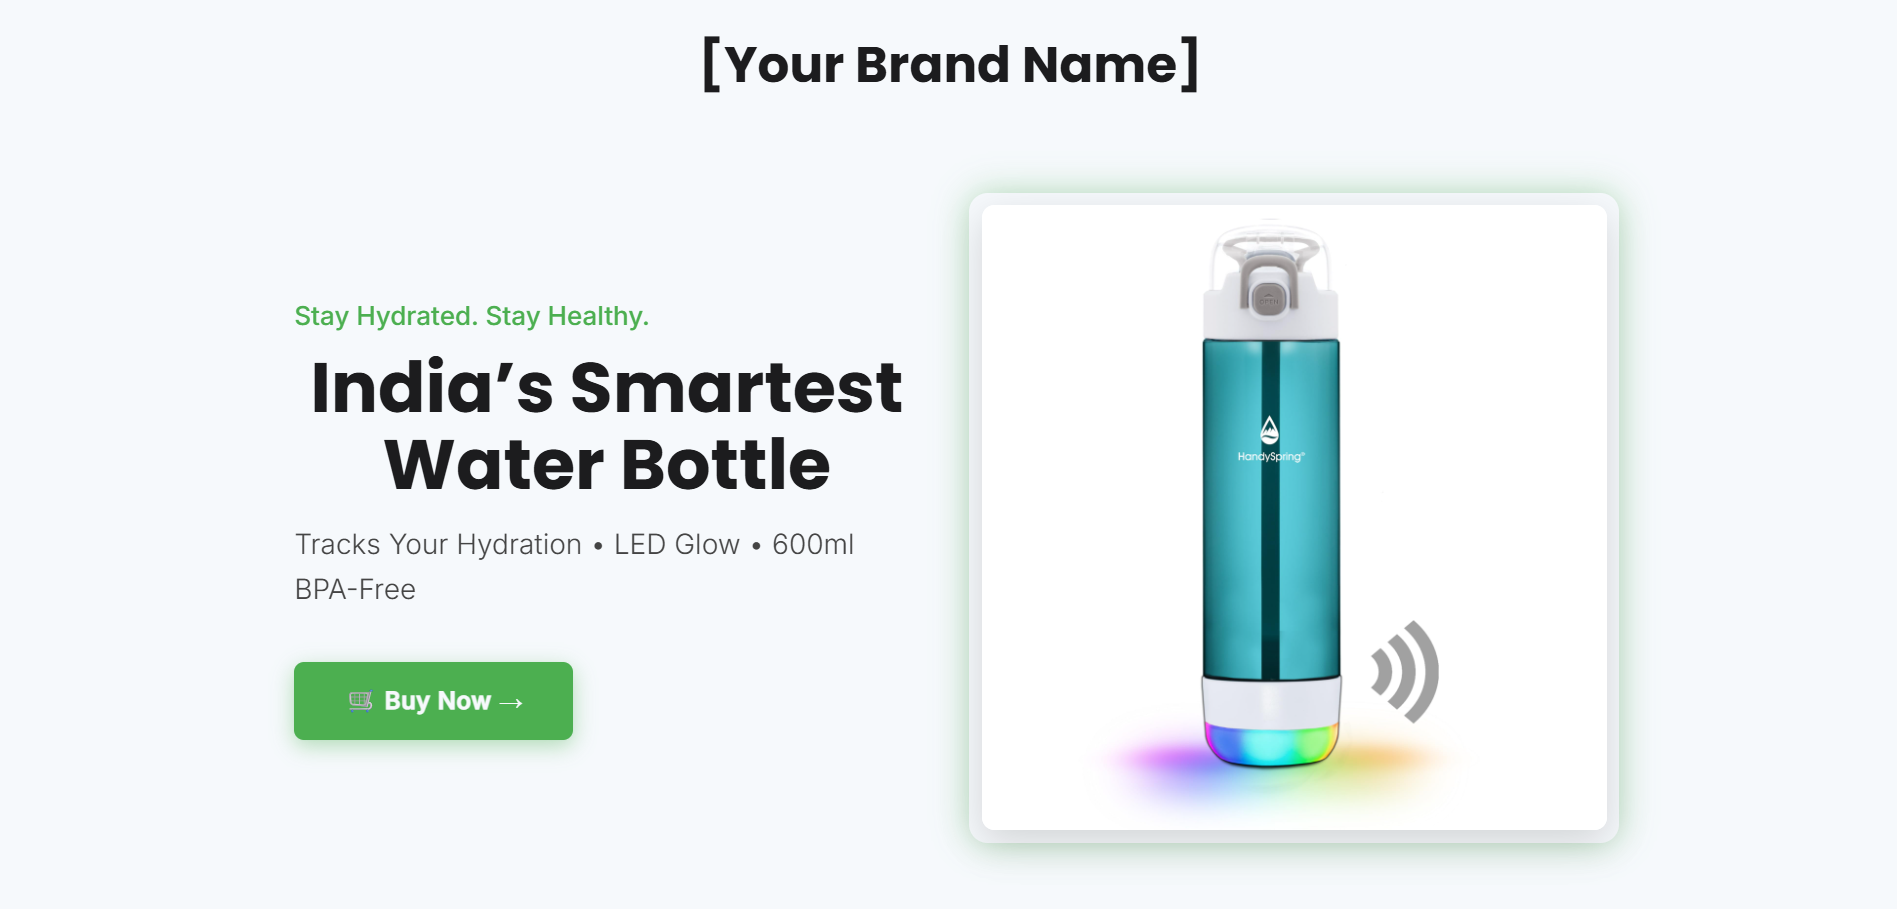 [Your Brand Name]
Stay Hydrated. Stay Healthy.
India’s Smartest
Water Bottle
Tracks Your Hydration • LED Glow • 600ml
BPA-Free
🛒 Buy Now →
OPEN
HandySpring®